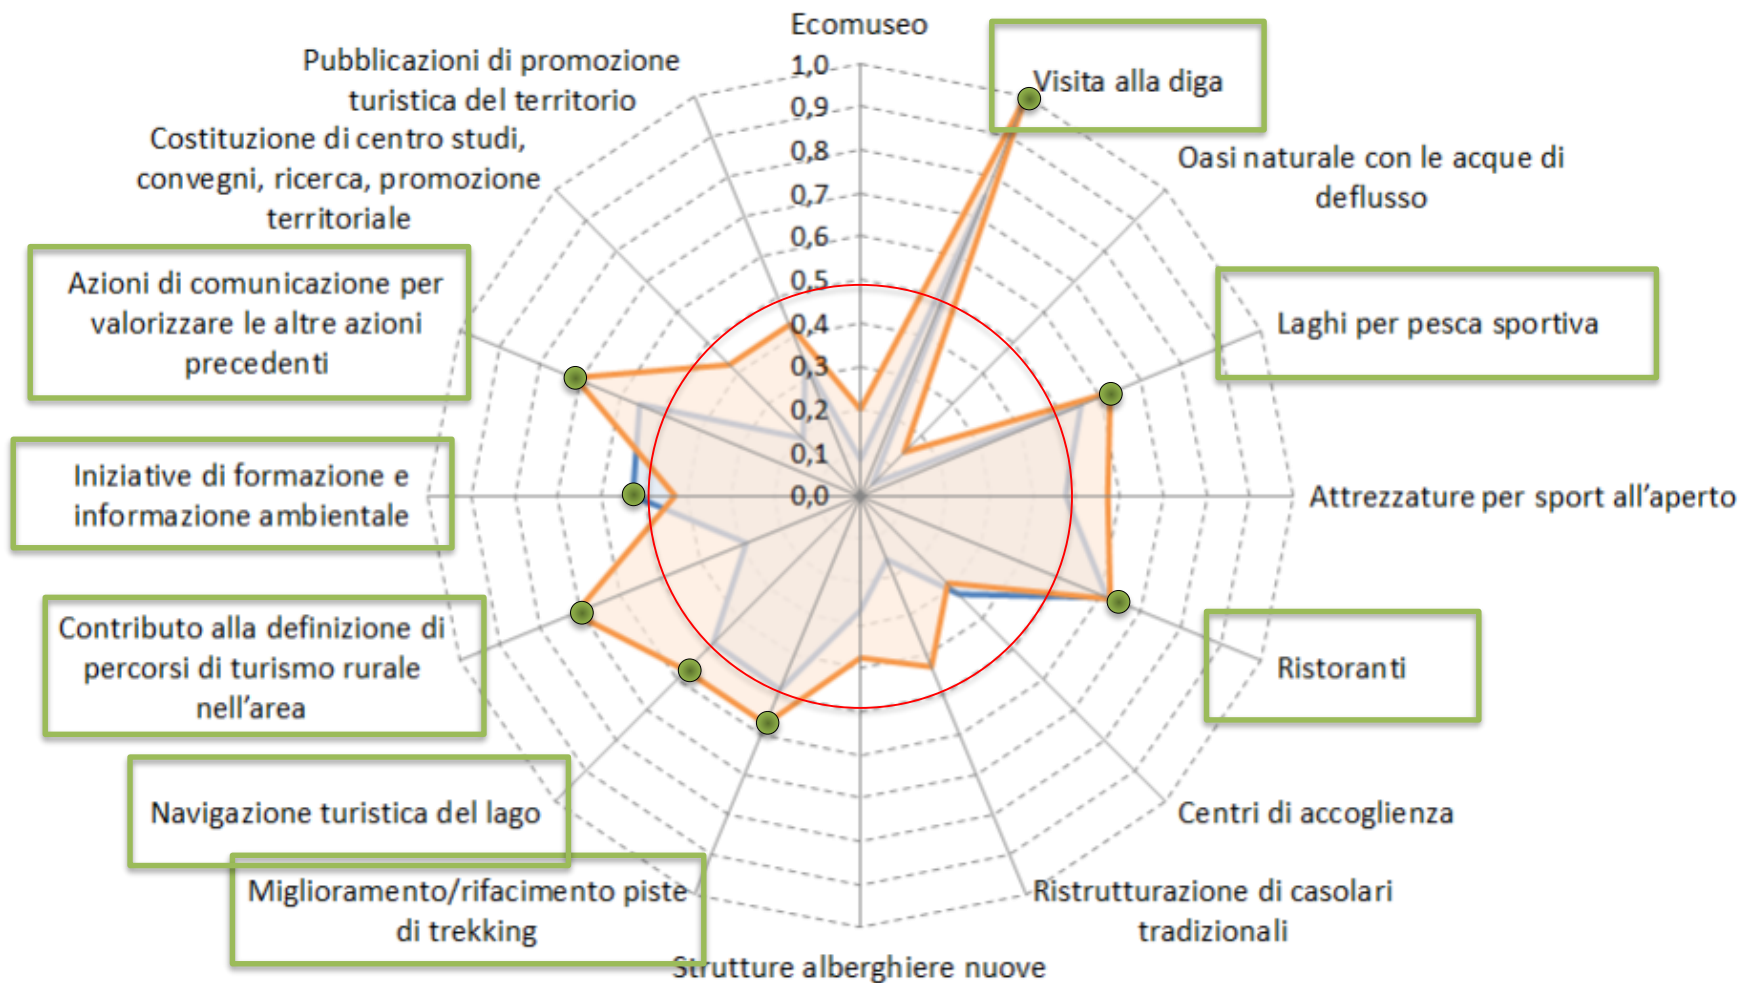 Ecomuseo
Visita alla diga
Oasi naturale con le acque di
deflusso
Laghi per pesca sportiva
Attrezzature per sport all’aperto
Ristoranti
Centri di accoglienza
Ristrutturazione di casolari
tradizionali
Strutture alberghiere nuove
Miglioramento/rifacimento piste
di trekking
Navigazione turistica del lago
Contributo alla definizione di
percorsi di turismo rurale
nell’area
Iniziative di formazione e
informazione ambientale
Azioni di comunicazione per
valorizzare le altre azioni
precedenti
Costituzione di centro studi,
convegni, ricerca, promozione
territoriale
Pubblicazioni di promozione
turistica del territorio
1,0
0,9
0,8
0,7
0,6
0,5
0,4
0,3
0,2
0,1
0,0